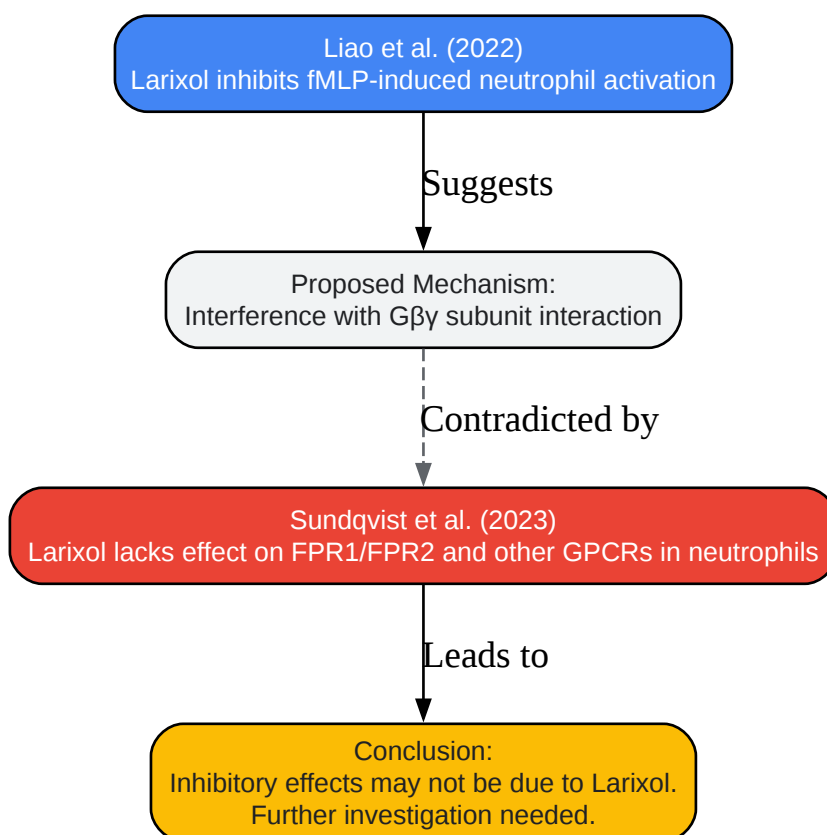 Liao et al. (2022)
Larixol inhibits fMLP-induced neutrophil activation
Suggests
Proposed Mechanism:
Interference with Gβγ subunit interaction
Contradicted by
Sundqvist et al. (2023)
Larixol lacks effect on FPR1/FPR2 and other GPCRs in neutrophils
Leads to
Conclusion:
Inhibitory effects may not be due to Larixol.
Further investigation needed.